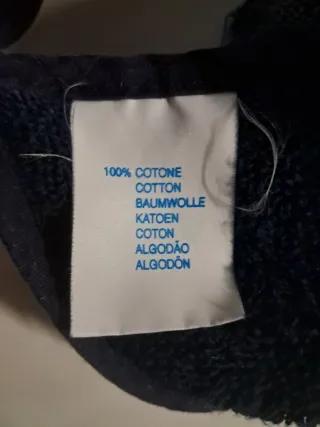 100% COTONE
COTTON
BAUMWOLLE
KATOEN
COTON
ALGODÃO
ALGODÓN